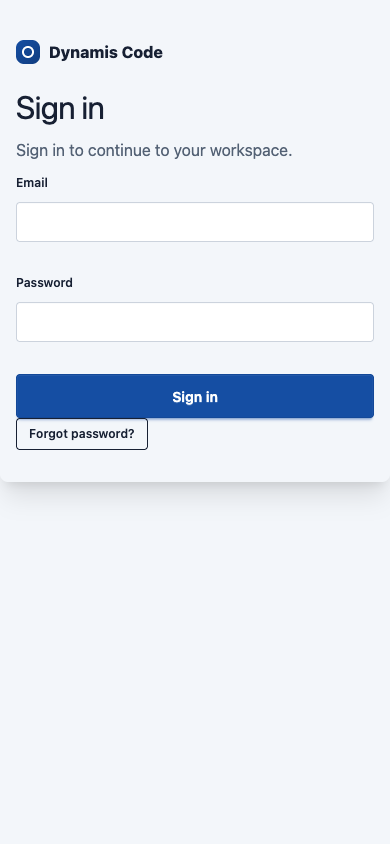 Dynamis Code
Sign in
Sign in to continue to your workspace.
Email
Password
Sign in
Forgot password?